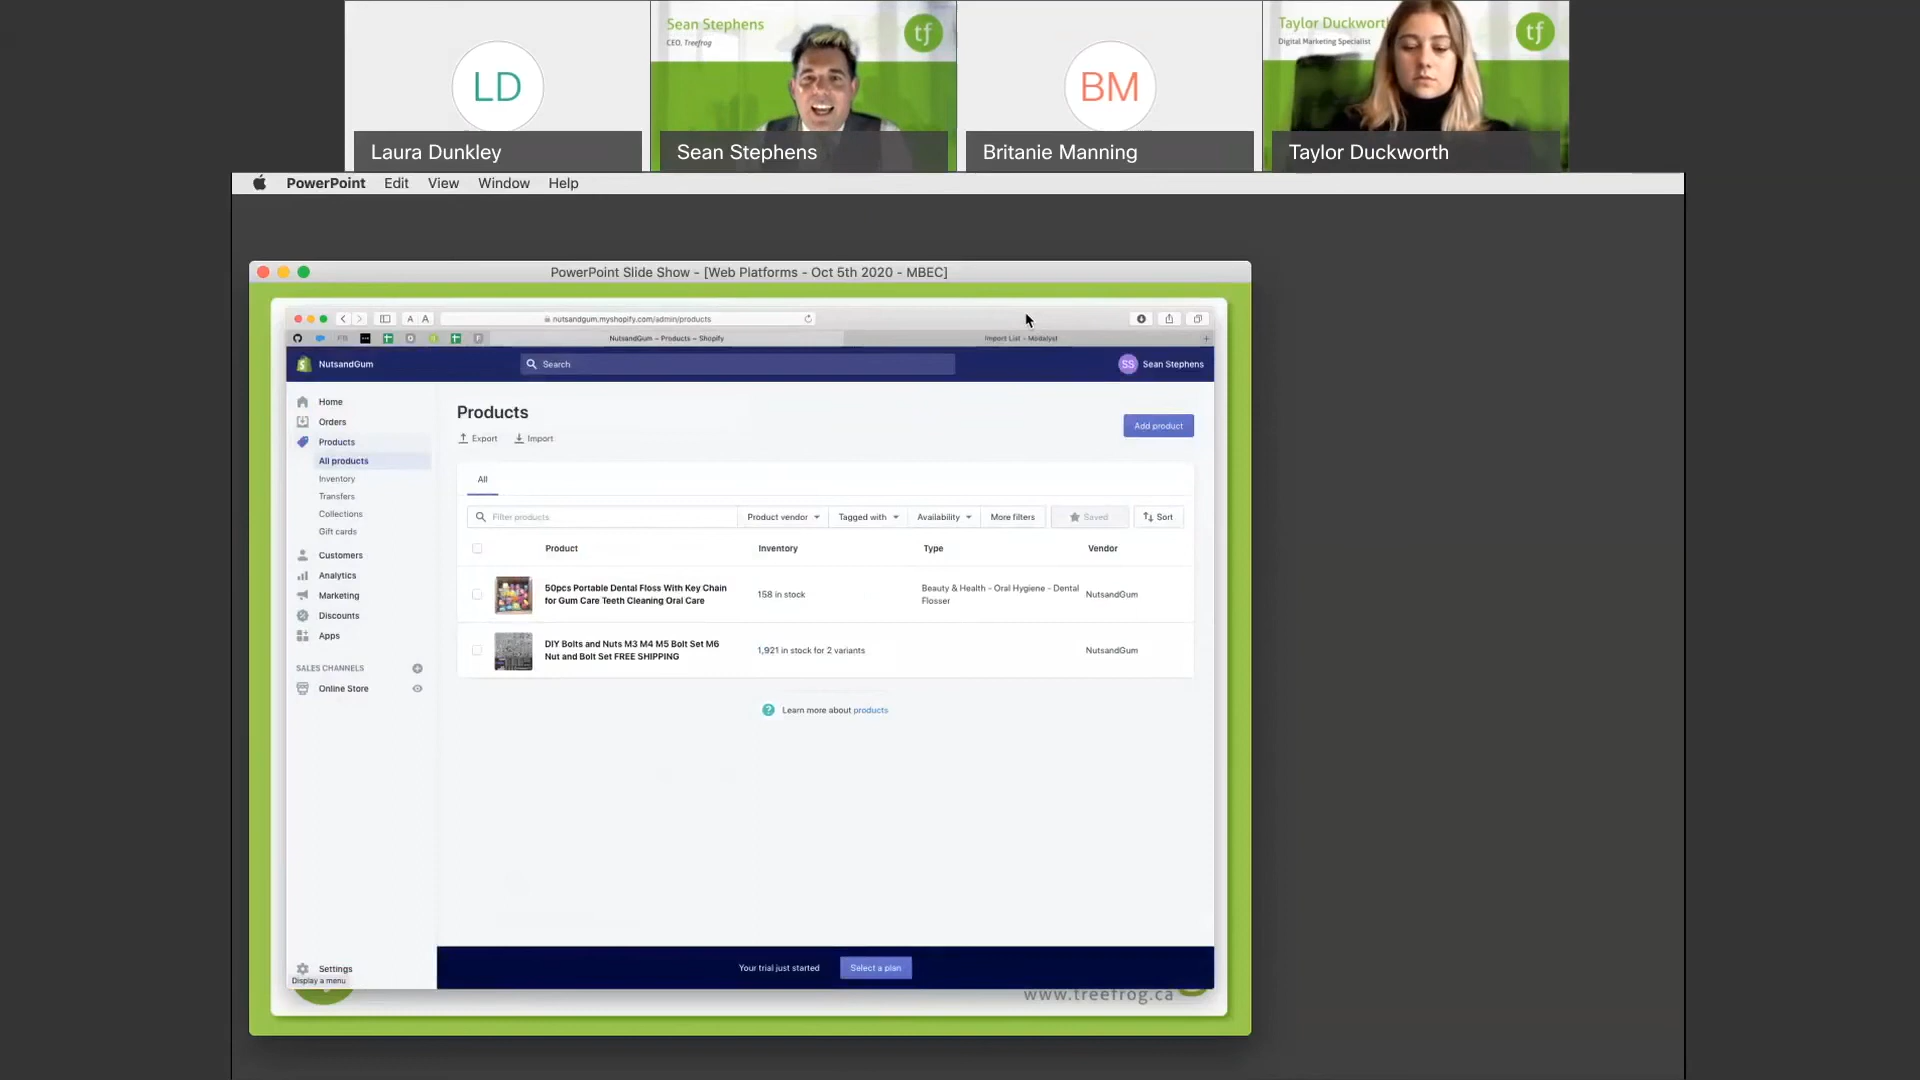 LD
Laura Dunkley
Sean Stephens
CEO, Treefrog
tf
Sean Stephens
BM
Britanie Manning
Taylor Duckwort
Digital Marketing Specialist
tf
Taylor Duckworth
PowerPoint Edit View Window Help
PowerPoint Slide Show - [Web Platforms - Oct 5th 2020 - MBEC]
A A
nutsandgum.myshopify.com/admin/products
NutsandGum – Products – Shopify
Import List - Modalyst
NutsandGum
Search
SS Sean Stephens
Home
Orders
Products
All products
Inventory
Transfers
Collections
Gift cards
Customers
Analytics
Marketing
Discounts
Apps
SALES CHANNELS
Online Store
Settings
Display a menu
Products
Export Import
Add product
All
Filter products
Product vendor
Tagged with
Availability
More filters
Saved
Sort
Product Inventory Type Vendor
50pcs Portable Dental Floss With Key Chain
for Gum Care Teeth Cleaning Oral Care
158 in stock
Beauty & Health - Oral Hygiene - Dental
Flosser
NutsandGum
DIY Bolts and Nuts M3 M4 M5 Bolt Set M6
Nut and Bolt Set FREE SHIPPING
1,921 in stock for 2 variants
NutsandGum
? Learn more about products
Your trial just started
Select a plan
www.treefrog.ca